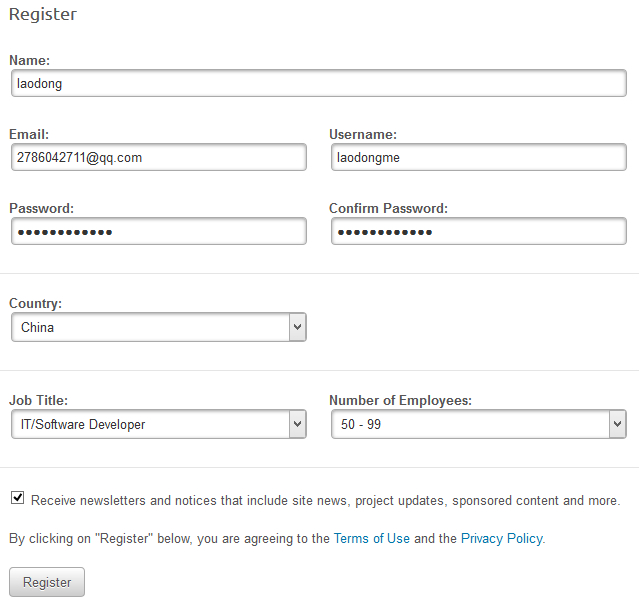 Register
Name:
laodong
Email: Username:
2786042711@qq.com laodongme
Password: Confirm Password:
•••••••••••• ••••••••••••
Country:
China
Job Title: Number of Employees:
IT/Software Developer 50 - 99
Receive newsletters and notices that include site news, project updates, sponsored content and more.
By clicking on "Register" below, you are agreeing to the Terms of Use and the Privacy Policy.
Register